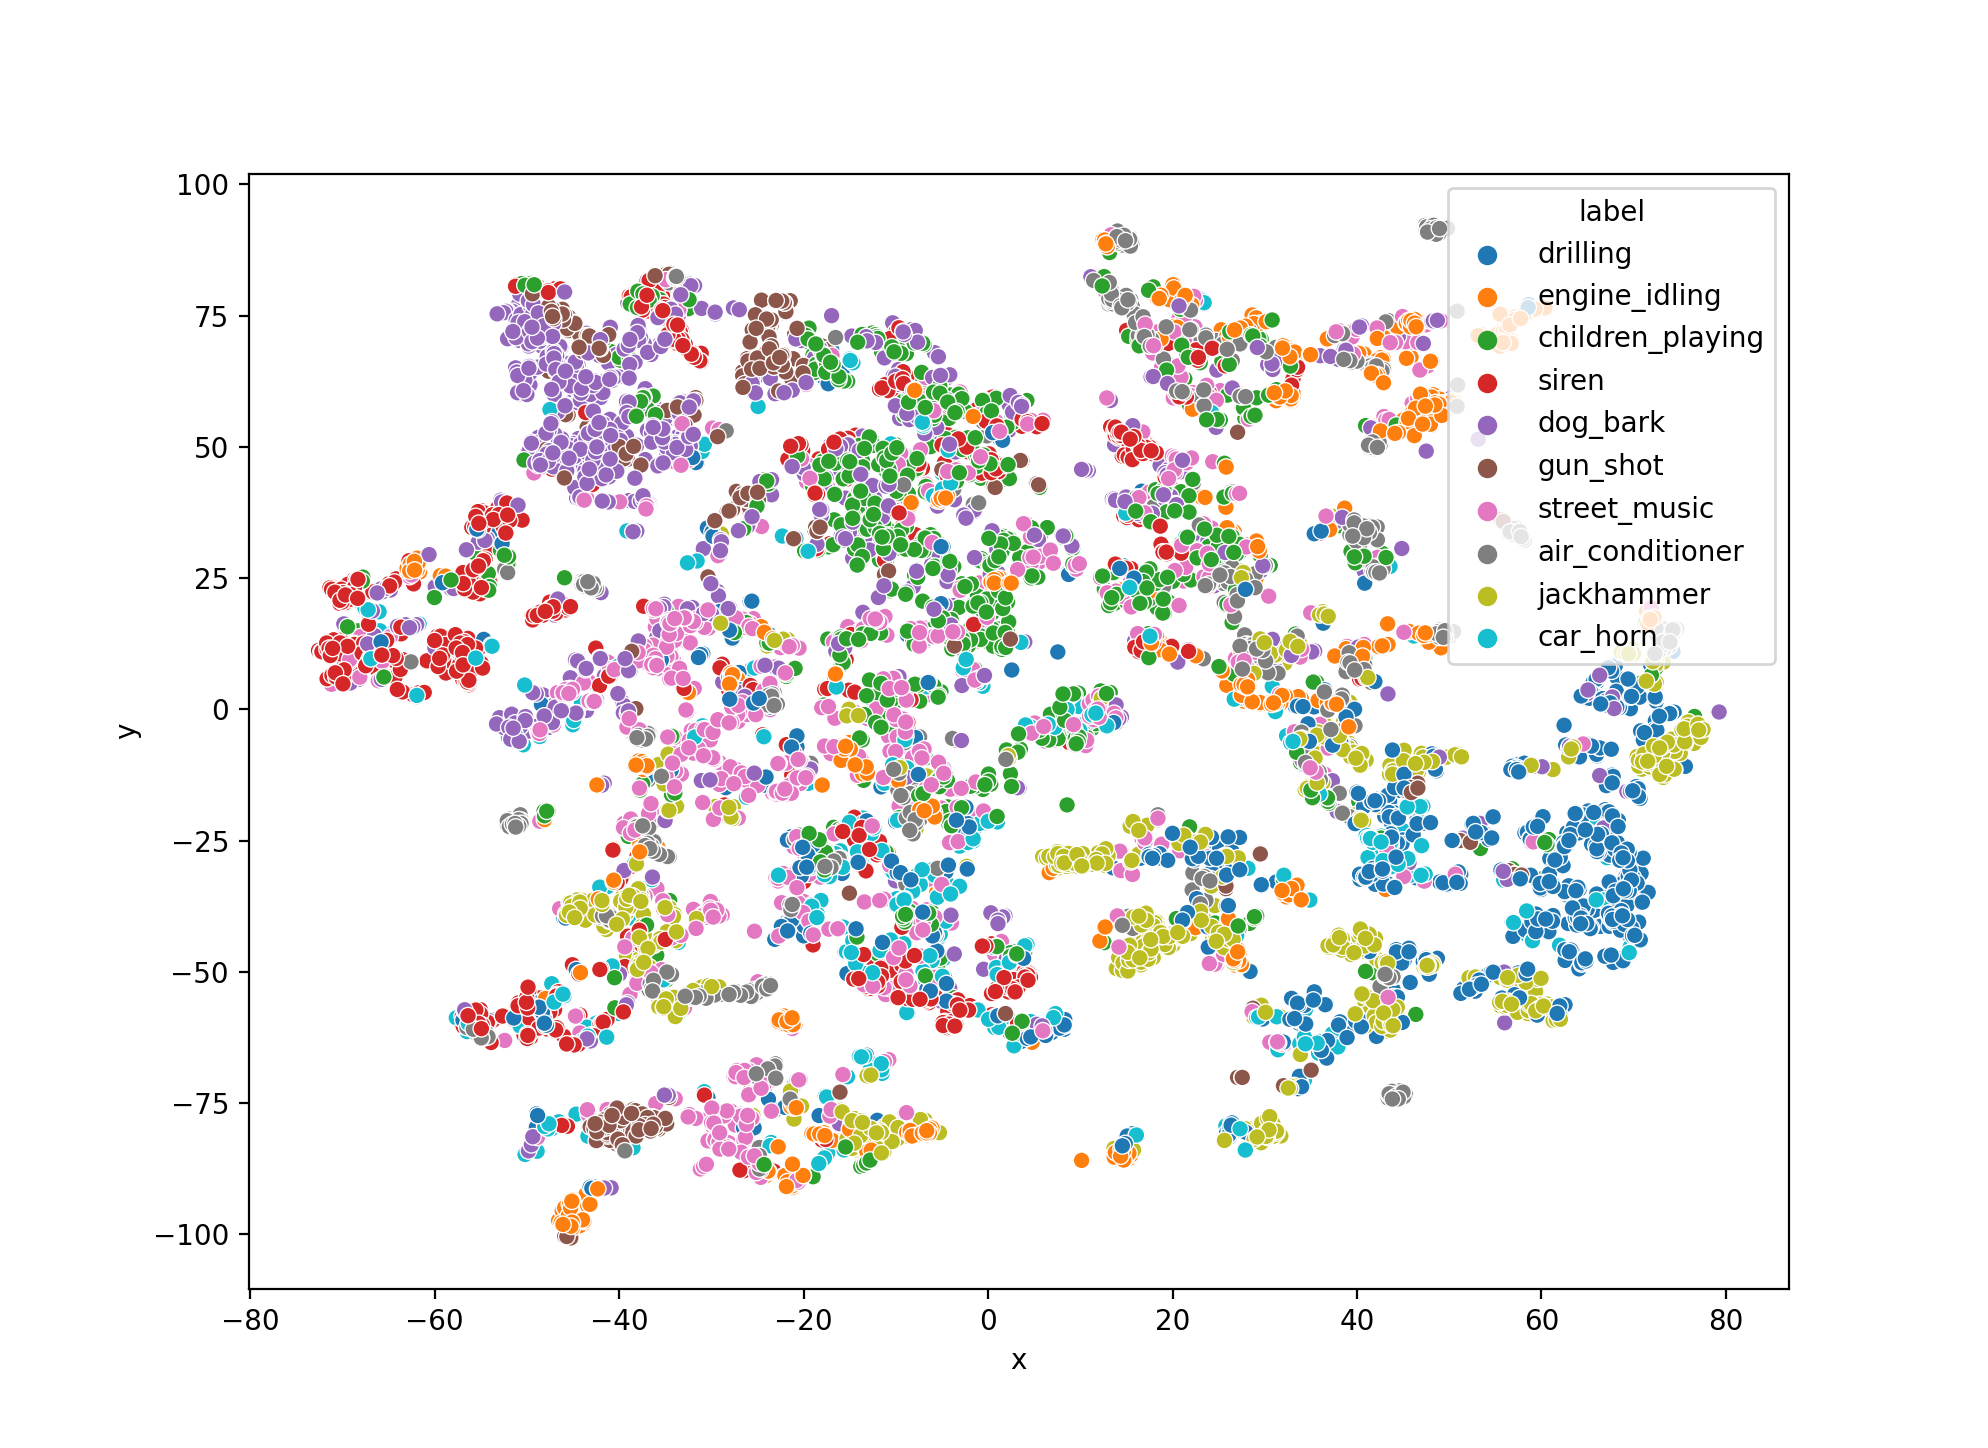 label
drilling
engine_idling
children_playing
siren
dog_bark
gun_shot
street_music
air_conditioner
jackhammer
car_horn
100
75
50
25
0
−25
−50
−75
−100
y
−80 −60 −40 −20 0 20 40 60 80
x